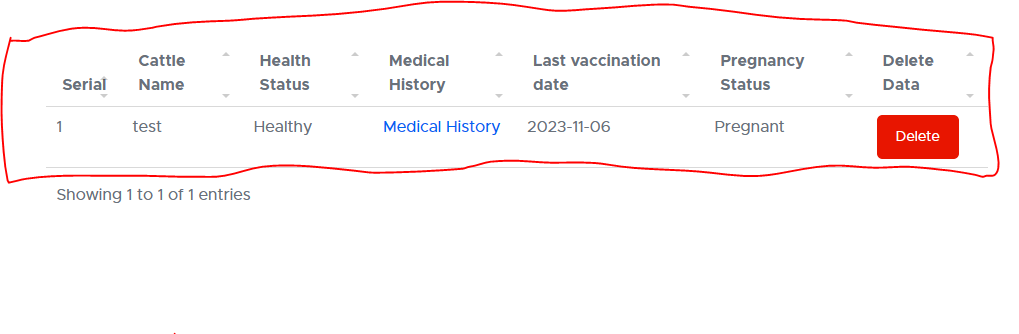 Serial Cattle Name Health Status Medical History Last vaccination date Pregnancy Status Delete Data
1 test Healthy Medical History 2023-11-06 Pregnant Delete
Showing 1 to 1 of 1 entries